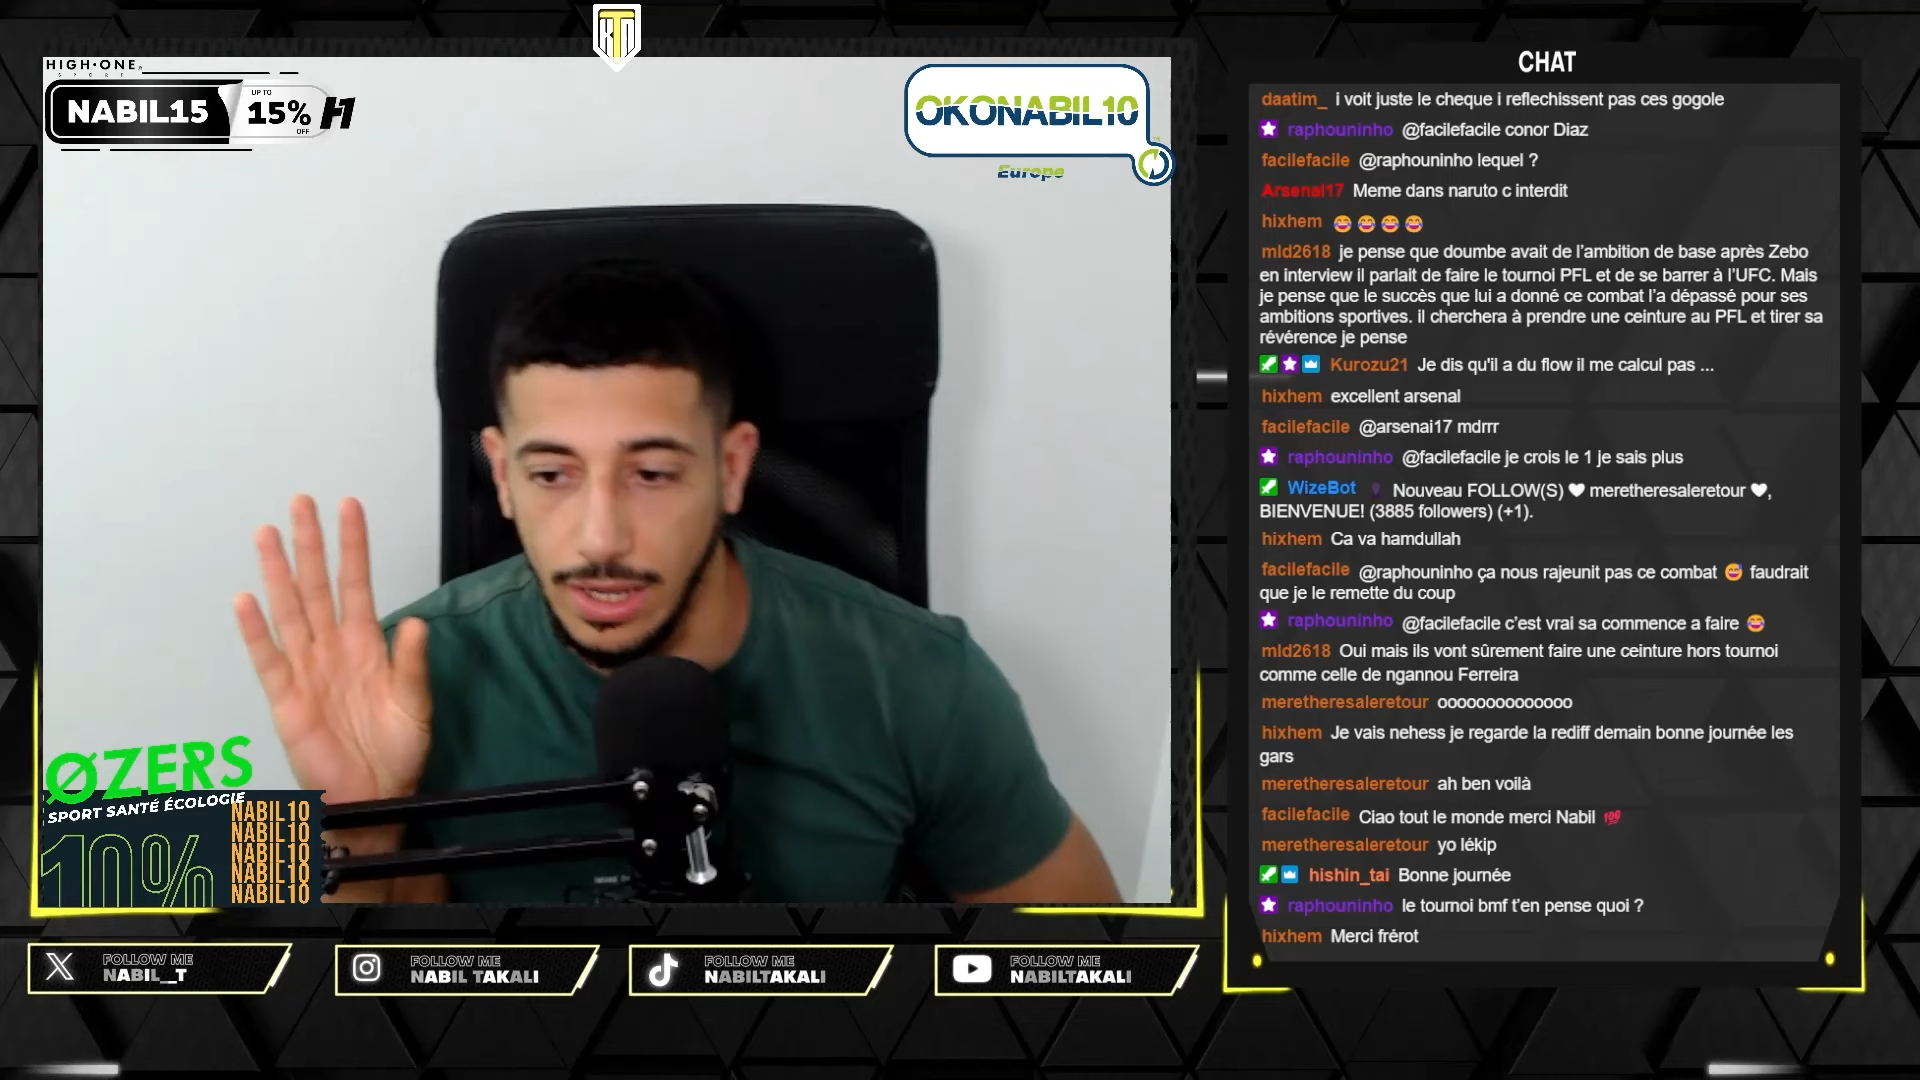 KTN
HIGH·ONE
SPORT
NABIL15
UP TO
15%
OFF
H1
OKONABIL10
Europe
ØZERS
SPORT SANTÉ ÉCOLOGIE
10%
NABIL10
NABIL10
NABIL10
NABIL10
NABIL10
FOLLOW ME
NABIL__T
FOLLOW ME
NABIL TAKALI
FOLLOW ME
NABILTAKALI
FOLLOW ME
NABILTAKALI
CHAT
daatim_ i voit juste le cheque i reflechissent pas ces gogole
raphouninho @facilefacile conor Diaz
facilefacile @raphouninho lequel ?
Arsenal17 Meme dans naruto c interdit
hixhem 😂 😂 😂 😂
mld2618 je pense que doumbe avait de l’ambition de base après Zebo
en interview il parlait de faire le tournoi PFL et de se barrer à l’UFC. Mais
je pense que le succès que lui a donné ce combat l’a dépassé pour ses
ambitions sportives. il cherchera à prendre une ceinture au PFL et tirer sa
révérence je pense
Kurozu21 Je dis qu'il a du flow il me calcul pas ...
hixhem excellent arsenal
facilefacile @arsenai17 mdrrr
raphouninho @facilefacile je crois le 1 je sais plus
WizeBot Nouveau FOLLOW(S) 🤍 meretheresaleretour 🤍,
BIENVENUE! (3885 followers) (+1).
hixhem Ca va hamdullah
facilefacile @raphouninho ça nous rajeunit pas ce combat 😅 faudrait
que je le remette du coup
raphouninho @facilefacile c’est vrai sa commence a faire 😂
mld2618 Oui mais ils vont sûrement faire une ceinture hors tournoi
comme celle de ngannou Ferreira
meretheresaleretour oooooooooooooo
hixhem Je vais nehess je regarde la rediff demain bonne journée les
gars
meretheresaleretour ah ben voilà
facilefacile Ciao tout le monde merci Nabil 💯
meretheresaleretour yo lékip
hishin_tai Bonne journée
raphouninho le tournoi bmf t’en pense quoi ?
hixhem Merci frérot